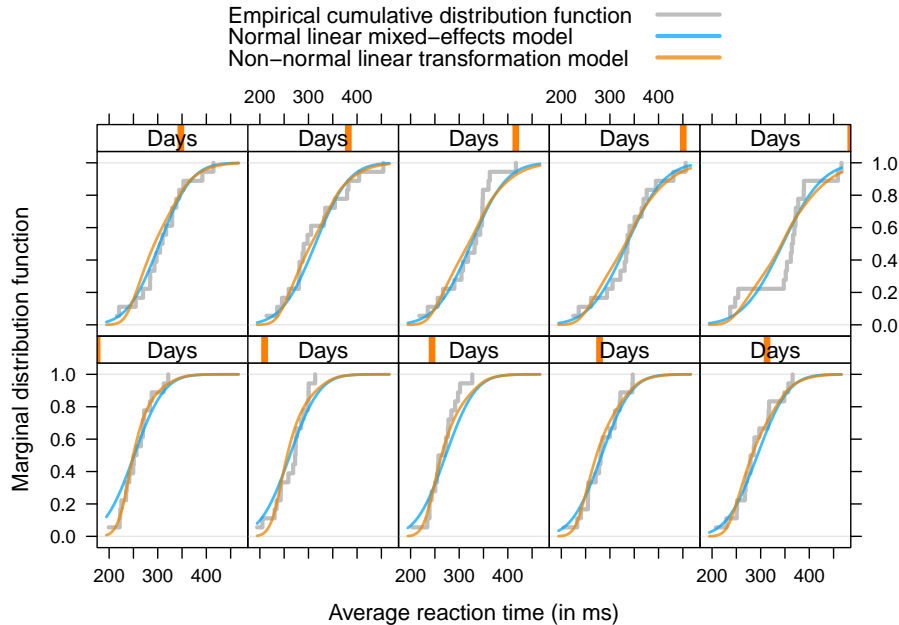 Empirical cumulative distribution function
Normal linear mixed−effects model
Non−normal linear transformation model
200 300 400 200 300 400
Days Days Days Days Days
1.0
0.8
0.6
0.4
0.2
0.0
Days Days Days Days Days
1.0
0.8
0.6
0.4
0.2
0.0
Marginal distribution function
200 300 400 200 300 400 200 300 400
Average reaction time (in ms)